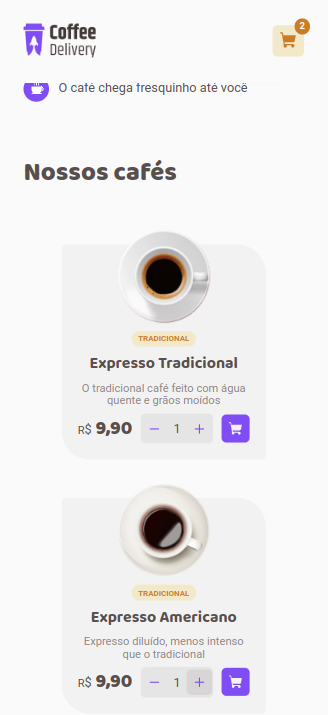 Coffee
Delivery
2
O café chega fresquinho até você
Nossos cafés
TRADICIONAL
Expresso Tradicional
O tradicional café feito com água
quente e grãos moídos
R$ 9,90 − 1 +
TRADICIONAL
Expresso Americano
Expresso diluído, menos intenso
que o tradicional
R$ 9,90 − 1 +